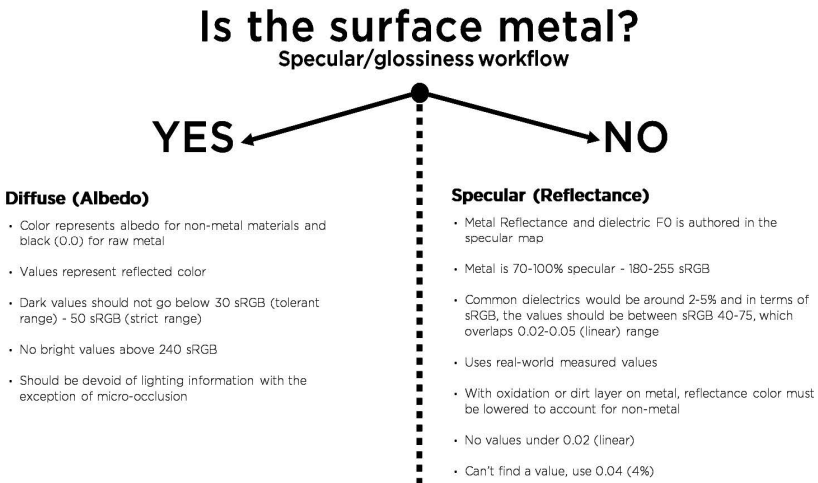 Is the surface metal?
Specular/glossiness workflow
YES
NO
Diffuse (Albedo)
• Color represents albedo for non-metal materials and
black (0.0) for raw metal
• Values represent reflected color
• Dark values should not go below 30 sRGB (tolerant
range) - 50 sRGB (strict range)
• No bright values above 240 sRGB
• Should be devoid of lighting information with the
exception of micro-occlusion
Specular (Reflectance)
• Metal Reflectance and dielectric F0 is authored in the
specular map
• Metal is 70-100% specular - 180-255 sRGB
• Common dielectrics would be around 2-5% and in terms of
sRGB, the values should be between sRGB 40-75, which
overlaps 0.02-0.05 (linear) range
• Uses real-world measured values
• With oxidation or dirt layer on metal, reflectance color must
be lowered to account for non-metal
• No values under 0.02 (linear)
• Can't find a value, use 0.04 (4%)